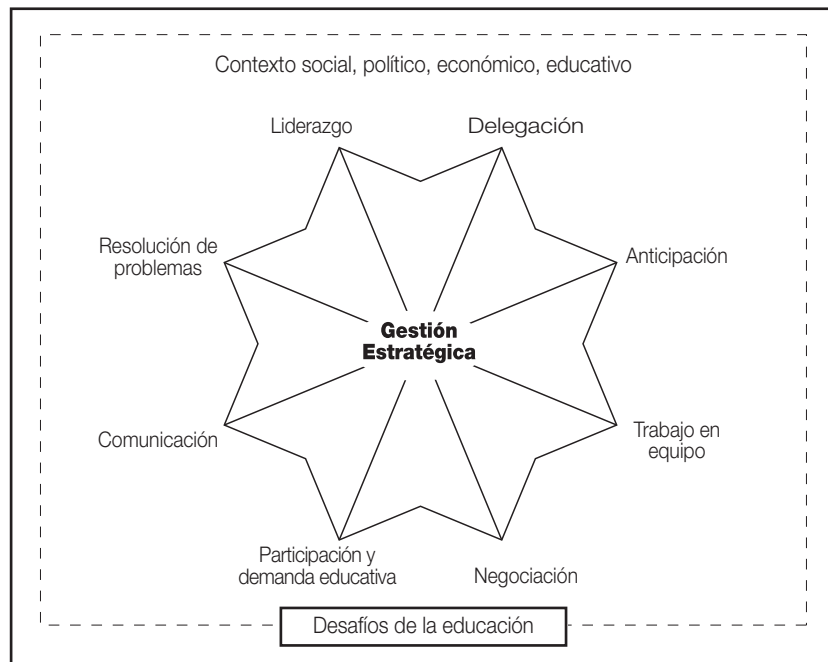 Contexto social, político, económico, educativo
Liderazgo
Delegación
Resolución de
problemas
Anticipación
Gestión
Estratégica
Comunicación
Trabajo en
equipo
Participación y
demanda educativa
Negociación
Desafíos de la educación